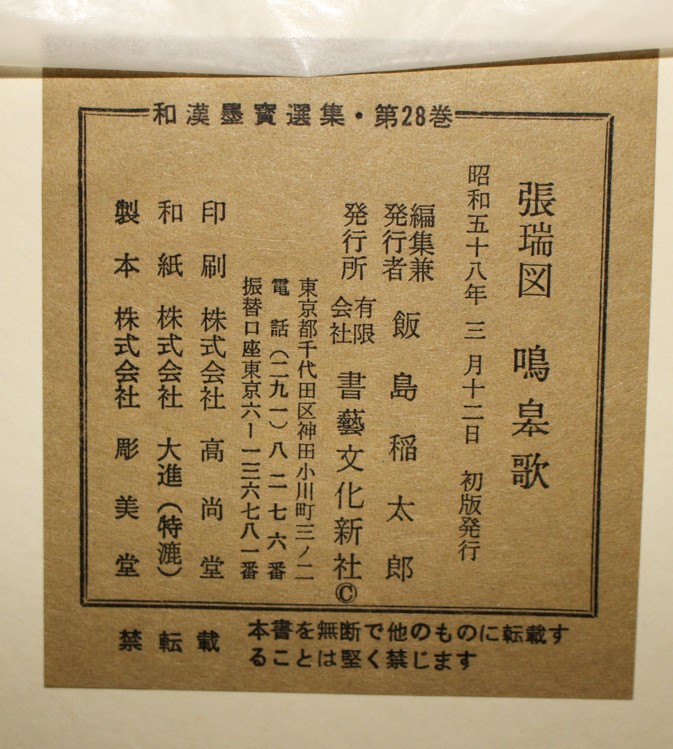 和漢墨寶選集・第28巻
張瑞図 鳴皋歌
昭和五十八年 三 月十二日 初版発行
編集兼
発行者 飯島稲太郎
発行所 有限会社 書藝文化新社©
東京都千代田区神田小川町三ノ二
電話(二九一)八二七六番
振替口座東京六ー一三六七八一番
印刷 株式会社 高尚堂
和紙 株式会社 大進(特漉)
製本 株式会社 彫美堂
禁転載
本書を無断で他のものに転載す
ることは堅く禁じます